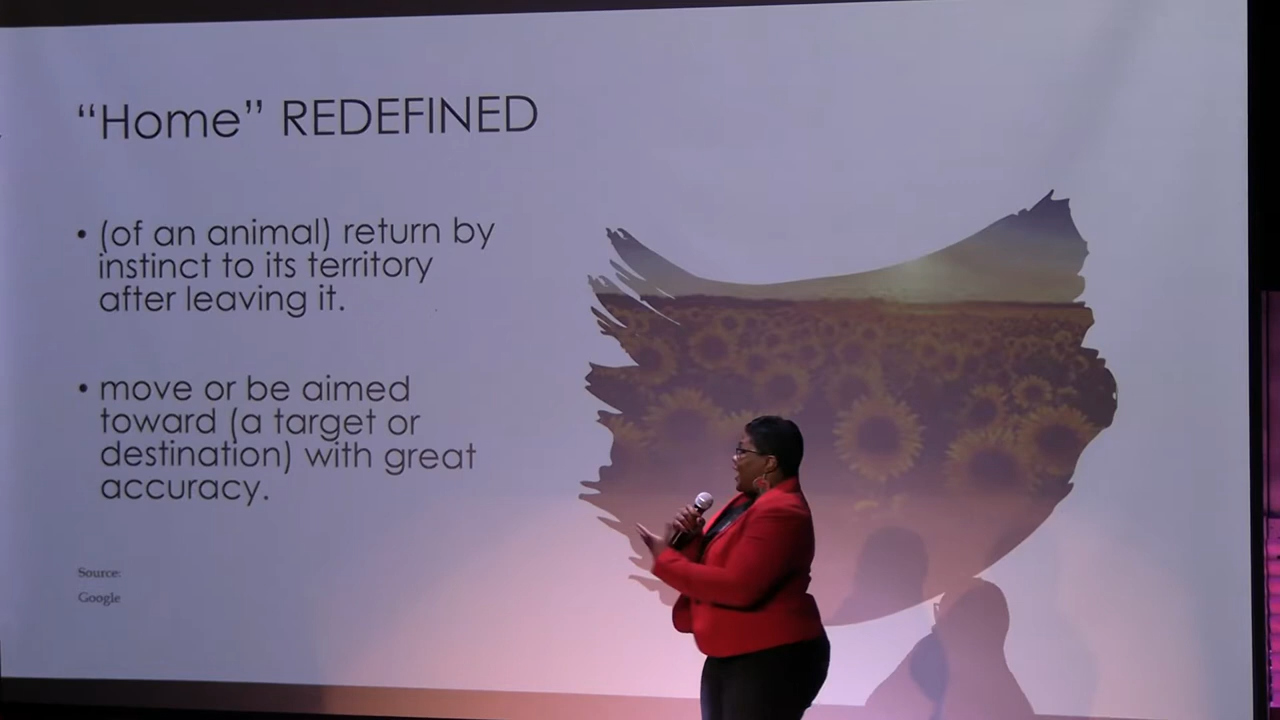 “Home” REDEFINED
• (of an animal) return by
instinct to its territory
after leaving it.
• move or be aimed
toward (a target or
destination) with great
accuracy.
Source:
Google